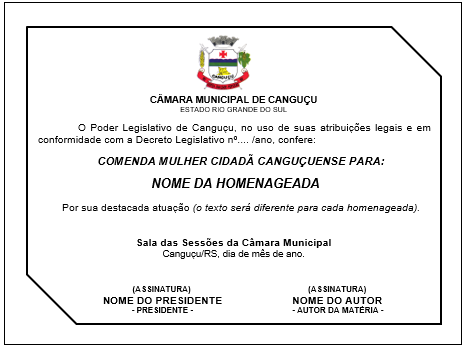 CANGUÇU
CÂMARA MUNICIPAL DE CANGUÇU
ESTADO RIO GRANDE DO SUL
O Poder Legislativo de Canguçu, no uso de suas atribuições legais e em
conformidade com a Decreto Legislativo nº.... /ano, confere:
COMENDA MULHER CIDADÃ CANGUÇUENSE PARA:
NOME DA HOMENAGEADA
Por sua destacada atuação (o texto será diferente para cada homenageada).
Sala das Sessões da Câmara Municipal
Canguçu/RS, dia de mês de ano.
(ASSINATURA) (ASSINATURA)
NOME DO PRESIDENTE NOME DO AUTOR
- PRESIDENTE - - AUTOR DA MATÉRIA -